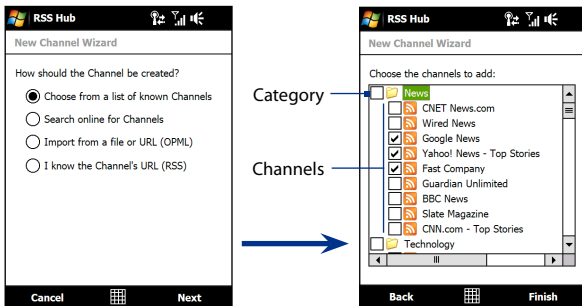 RSS Hub
New Channel Wizard
How should the Channel be created?
Choose from a list of known Channels
Search online for Channels
Import from a file or URL (OPML)
I know the Channel's URL (RSS)
Cancel
Next
Category
Channels
RSS Hub
New Channel Wizard
Choose the channels to add:
News
CNET News.com
Wired News
Google News
Yahoo! News - Top Stories
Fast Company
Guardian Unlimited
BBC News
Slate Magazine
CNN.com - Top Stories
Technology
Back
Finish